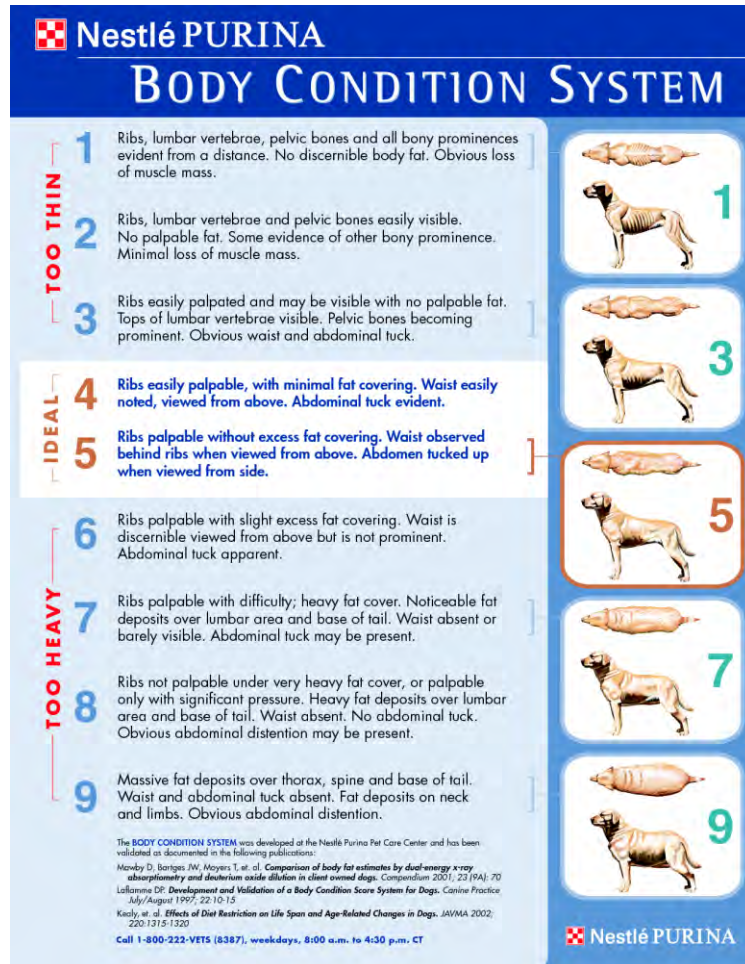 Nestlé PURINA
BODY CONDITION SYSTEM
TOO THIN
1
Ribs, lumbar vertebrae, pelvic bones and all bony prominences
evident from a distance. No discernible body fat. Obvious loss
of muscle mass.
2
Ribs, lumbar vertebrae and pelvic bones easily visible.
No palpable fat. Some evidence of other bony prominence.
Minimal loss of muscle mass.
3
Ribs easily palpated and may be visible with no palpable fat.
Tops of lumbar vertebrae visible. Pelvic bones becoming
prominent. Obvious waist and abdominal tuck.
IDEAL
4
Ribs easily palpable, with minimal fat covering. Waist easily
noted, viewed from above. Abdominal tuck evident.
5
Ribs palpable without excess fat covering. Waist observed
behind ribs when viewed from above. Abdomen tucked up
when viewed from side.
TOO HEAVY
6
Ribs palpable with slight excess fat covering. Waist is
discernible viewed from above but is not prominent.
Abdominal tuck apparent.
7
Ribs palpable with difficulty; heavy fat cover. Noticeable fat
deposits over lumbar area and base of tail. Waist absent or
barely visible. Abdominal tuck may be present.
8
Ribs not palpable under very heavy fat cover, or palpable
only with significant pressure. Heavy fat deposits over lumbar
area and base of tail. Waist absent. No abdominal tuck.
Obvious abdominal distention may be present.
9
Massive fat deposits over thorax, spine and base of tail.
Waist and abdominal tuck absent. Fat deposits on neck
and limbs. Obvious abdominal distention.
The BODY CONDITION SYSTEM was developed at the Nestlé Purina Pet Care Center and has been
validated as documented in the following publications:
Mawby D, Bartges JW, Moyers T, et. al. Comparison of body fat estimates by dual-energy x-ray
absorptiometry and deuterium oxide dilution in client owned dogs. Compendium 2001; 23 (9A): 70
Laflamme DP. Development and Validation of a Body Condition Score System for Dogs. Canine Practice
July/August 1997; 22:10-15
Kealy, et. al. Effects of Diet Restriction on Life Span and Age-Related Changes in Dogs. JAVMA 2002;
220:1315-1320
Call 1-800-222-VETS (8387), weekdays, 8:00 a.m. to 4:30 p.m. CT
1
3
5
7
9
Nestlé PURINA